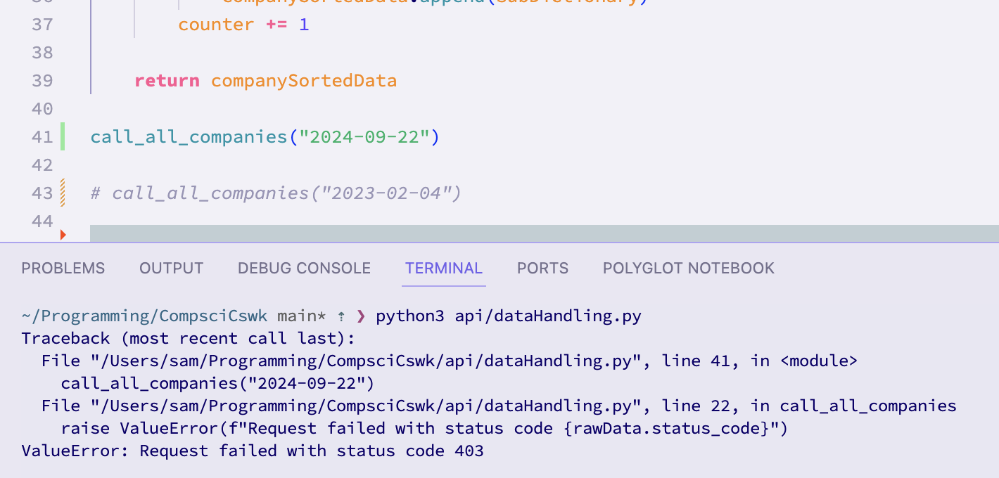 37 counter += 1
38
39 return companySortedData
40
41 call_all_companies("2024-09-22")
42
43 # call_all_companies("2023-02-04")
44
PROBLEMS OUTPUT DEBUG CONSOLE TERMINAL PORTS POLYGLOT NOTEBOOK
~/Programming/CompsciCswk main* ⇡ ❯ python3 api/dataHandling.py
Traceback (most recent call last):
File "/Users/sam/Programming/CompsciCswk/api/dataHandling.py", line 41, in <module>
call_all_companies("2024-09-22")
File "/Users/sam/Programming/CompsciCswk/api/dataHandling.py", line 22, in call_all_companies
raise ValueError(f"Request failed with status code {rawData.status_code}")
ValueError: Request failed with status code 403